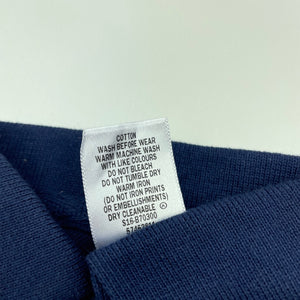 COTTON
WASH BEFORE WEAR
WARM MACHINE WASH
WITH LIKE COLOURS
DO NOT BLEACH
DO NOT TUMBLE DRY
WARM IRON
(DO NOT IRON PRINTS
OR EMBELLISHMENTS)
DRY CLEANABLE
S16-B70300